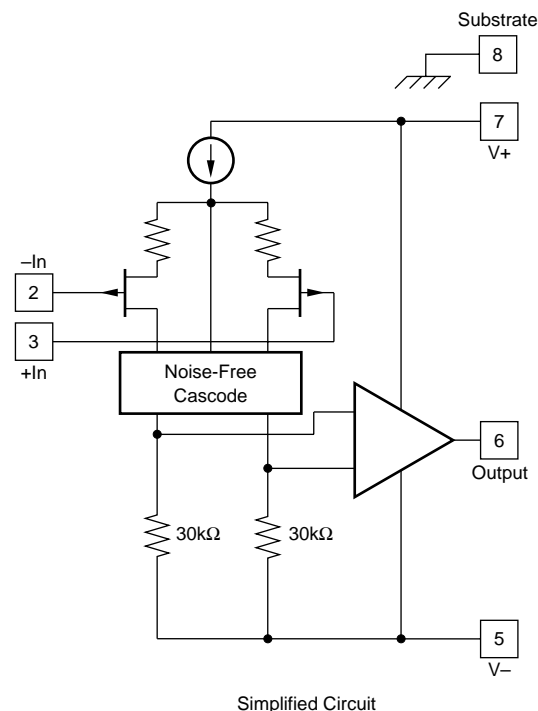 Substrate
8
7
V+
–In
2
3
+In
Noise-Free
Cascode
6
Output
30kΩ
30kΩ
5
V–
Simplified Circuit